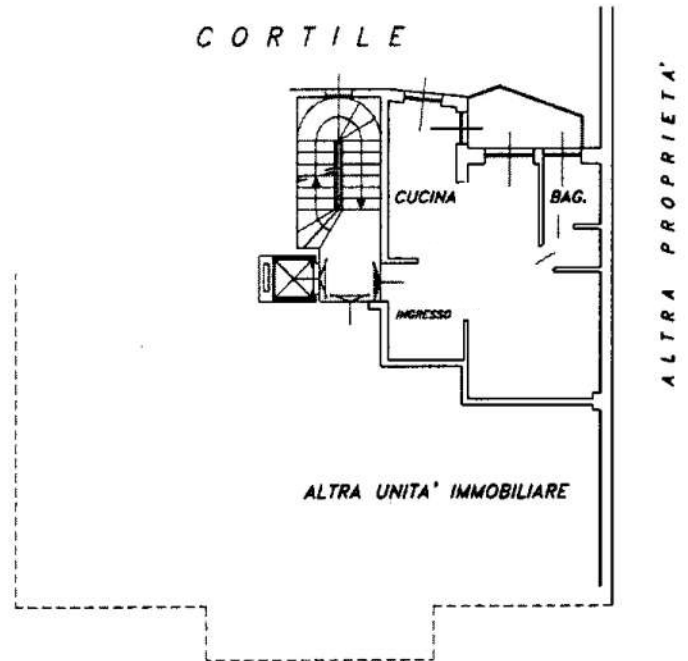 CORTILE
ALTRA PROPRIETA'
CUCINA
BAG.
INGRESSO
ALTRA UNITA' IMMOBILIARE